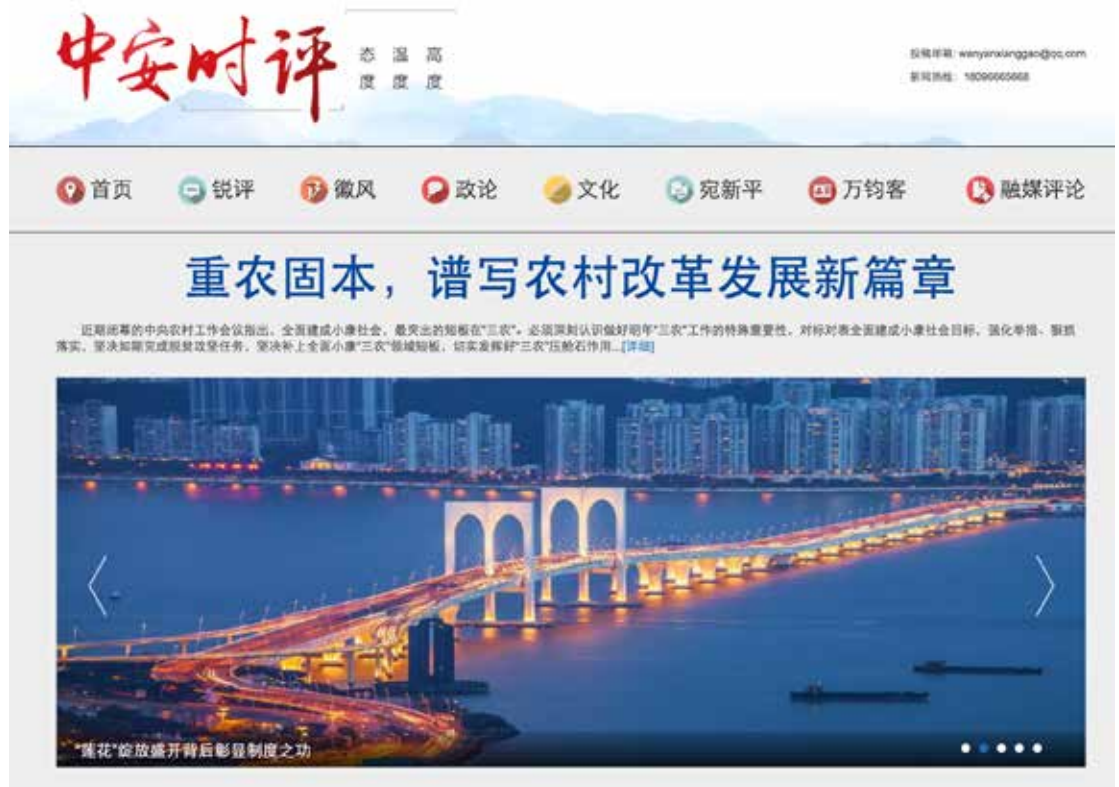 中安时评
态 温 高
度 度 度
投稿邮箱: wanyanxianggao@qq.com
新闻热线: 18096665668
首页 锐评 徽风 政论 文化 宛新平 万钧客 融媒评论
重农固本，谱写农村改革发展新篇章
近期闭幕的中央农村工作会议指出，全面建成小康社会，最突出的短板在“三农”。必须深刻认识做好明年“三农”工作的特殊重要性，对标对表全面建成小康社会目标，强化举措、狠抓
落实，坚决如期完成脱贫攻坚任务，坚决补上全面小康“三农”领域短板，切实发挥好“三农”压舱石作用...[详细]
“莲花”绽放盛开背后彰显制度之功